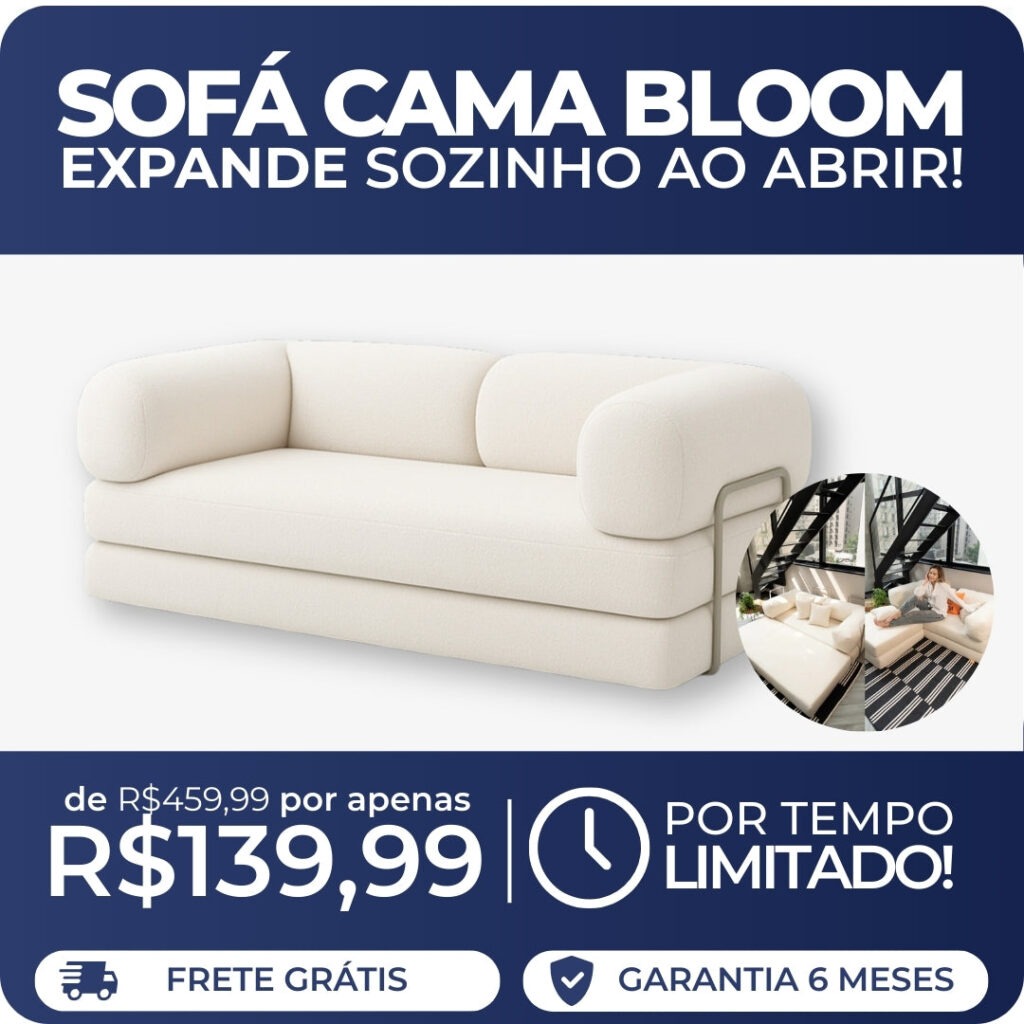 SOFÁ CAMA BLOOM
EXPANDE SOZINHO AO ABRIR!
de R$459,99 por apenas
R$139,99
POR TEMPO
LIMITADO!
FRETE GRÁTIS
GARANTIA 6 MESES